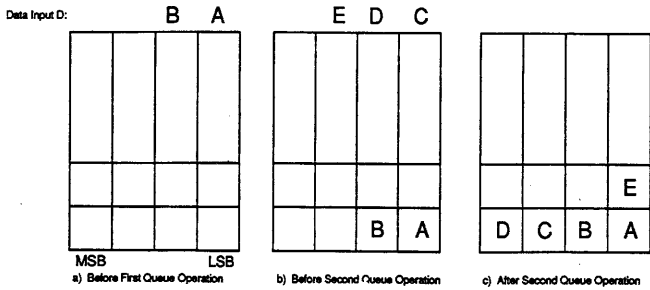 Data Input D: B A E D C
E
B A D C B A
MSB LSB
a) Before First Queue Operation b) Before Second Queue Operation c) After Second Queue Operation